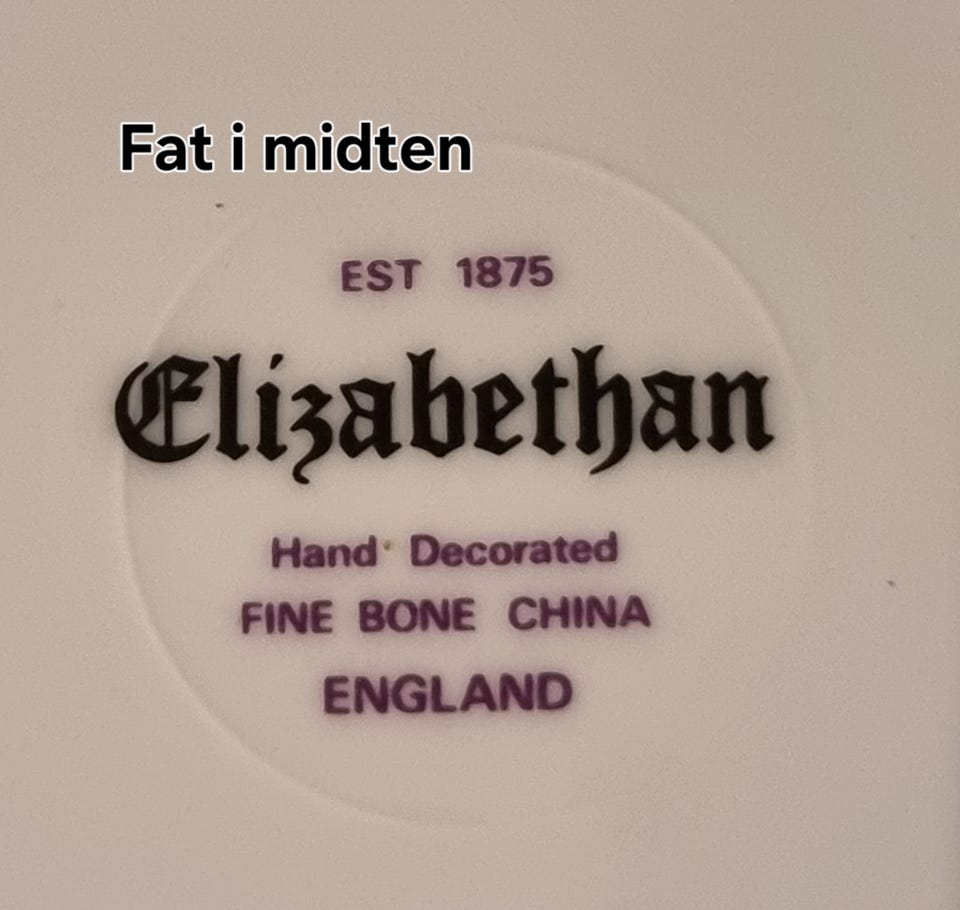 Fat i midten
EST 1875
Elizabethan
Hand Decorated
FINE BONE CHINA
ENGLAND